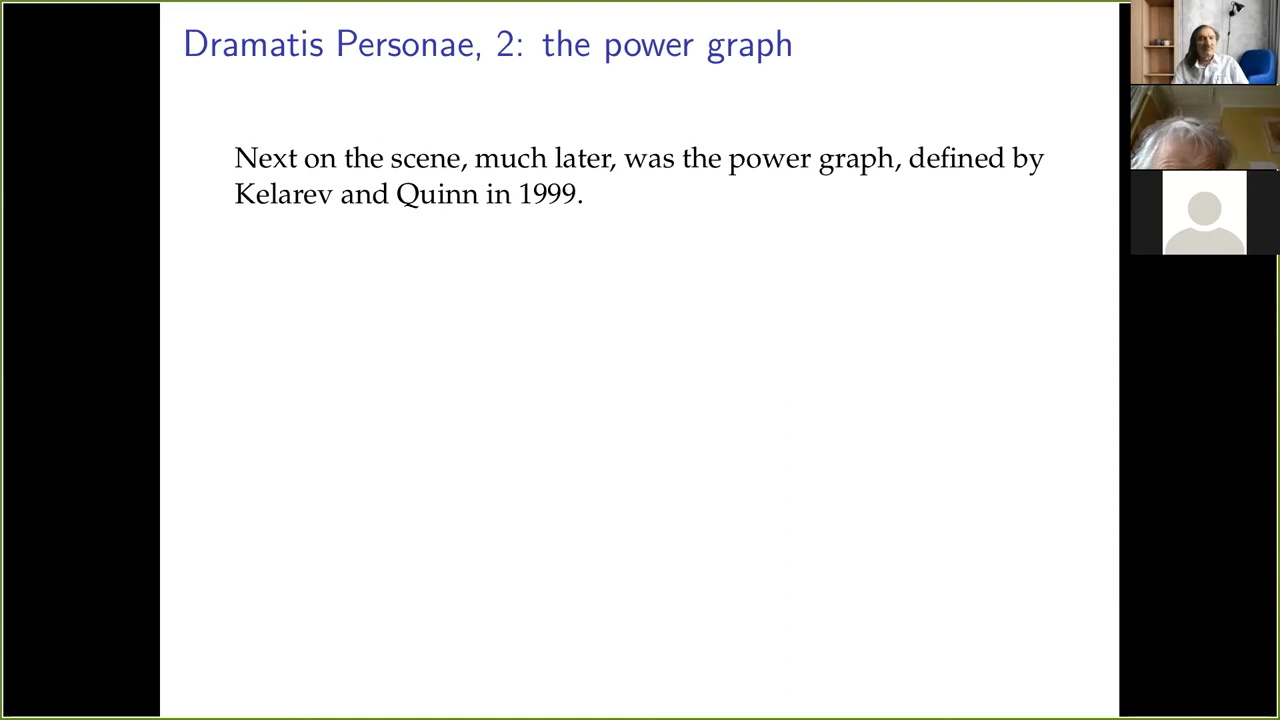 Dramatis Personae, 2: the power graph
Next on the scene, much later, was the power graph, defined by
Kelarev and Quinn in 1999.